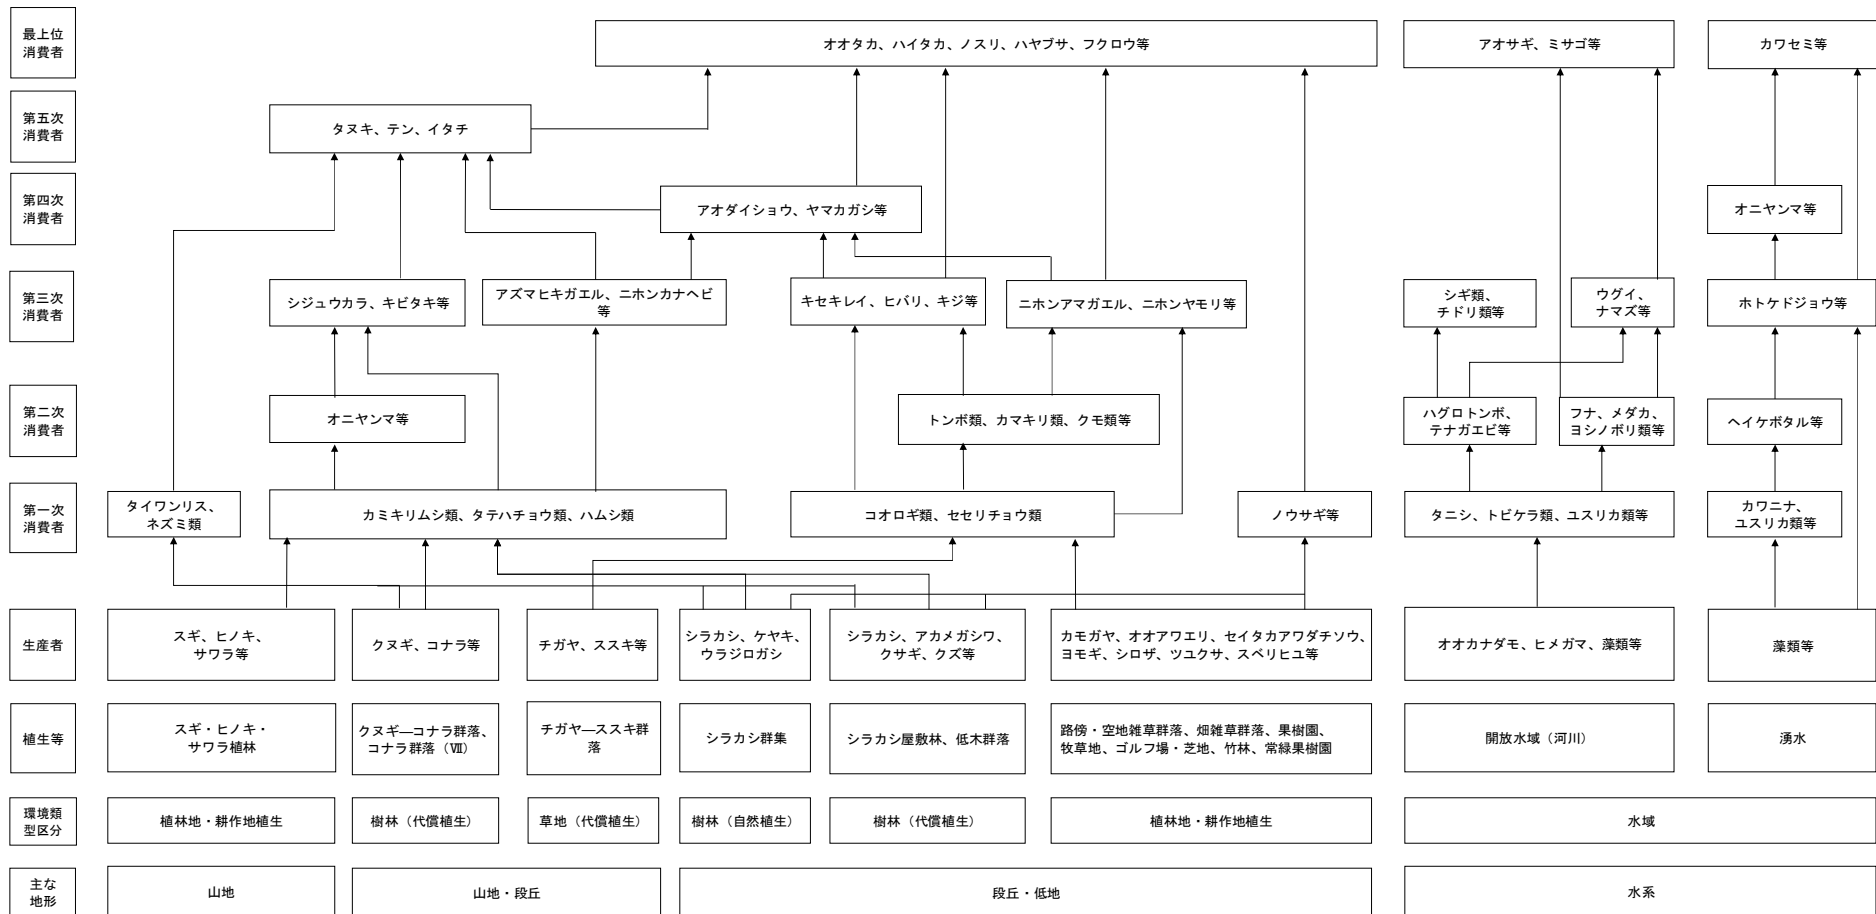 最上位
消費者
オオタカ、ハイタカ、ノスリ、ハヤブサ、フクロウ等
アオサギ、ミサゴ等
カワセミ等
第五次
消費者
タヌキ、テン、イタチ
第四次
消費者
アオダイショウ、ヤマカガシ等
オニヤンマ等
第三次
消費者
シジュウカラ、キビタキ等
アズマヒキガエル、ニホンカナヘビ
等
キセキレイ、ヒバリ、キジ等
ニホンアマガエル、ニホンヤモリ等
シギ類、
チドリ類等
ウグイ、
ナマズ等
ホトケドジョウ等
第二次
消費者
オニヤンマ等
トンボ類、カマキリ類、クモ類等
ハグロトンボ、
テナガエビ等
フナ、メダカ、
ヨシノボリ類等
ヘイケボタル等
第一次
消費者
タイワンリス、
ネズミ類
カミキリムシ類、タテハチョウ類、ハムシ類
コオロギ類、セセリチョウ類
ノウサギ等
タニシ、トビケラ類、ユスリカ類等
カワニナ、
ユスリカ類等
生産者
スギ、ヒノキ、
サワラ等
クヌギ、コナラ等
チガヤ、ススキ等
シラカシ、ケヤキ、
ウラジロガシ
シラカシ、アカメガシワ、
クサギ、クズ等
カモガヤ、オオアワエリ、セイタカアワダチソウ、
ヨモギ、シロザ、ツユクサ、スベリヒユ等
オオカナダモ、ヒメガマ、藻類等
藻類等
植生等
スギ・ヒノキ・
サワラ植林
クヌギ―コナラ群落、
コナラ群落（Ⅶ）
チガヤ―ススキ群
落
シラカシ群集
シラカシ屋敷林、低木群落
路傍・空地雑草群落、畑雑草群落、果樹園、
牧草地、ゴルフ場・芝地、竹林、常緑果樹園
開放水域（河川）
湧水
環境類
型区分
植林地・耕作地植生
樹林（代償植生）
草地（代償植生）
樹林（自然植生）
樹林（代償植生）
植林地・耕作地植生
水域
主な
地形
山地
山地・段丘
段丘・低地
水系